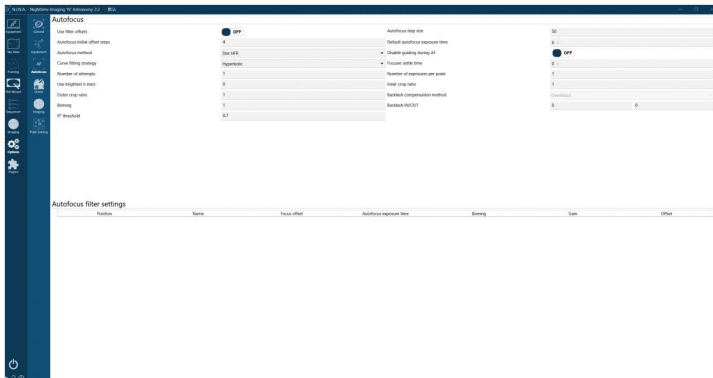 N.I.N.A. - Nighttime Imaging 'N' Astronomy 3.2 - 默认
Autofocus
Equipment
General
Use filter offsets
OFF
Autofocus step size
50
Autofocus initial offset steps
4
Default autofocus exposure time
6 s
Sky Atlas
Equipment
Autofocus method
Star HFR
Disable guiding during AF
OFF
AF
Curve fitting strategy
Hyperbolic
Focuser settle time
0 s
Framing
Autofocus
Number of attempts
1
Number of exposures per point
1
Use brightest n stars
0
Inner crop ratio
1
Flat Wizard
Dome
Outer crop ratio
1
Backlash compensation method
Overshoot
Binning
1
Backlash IN/OUT
0
0
Sequencer
Imaging
R² threshold
0.7
Imaging
Plate Solving
Options
Plugins
Autofocus filter settings
Position Name Focus offset Autofocus exposure time Binning Gain Offset